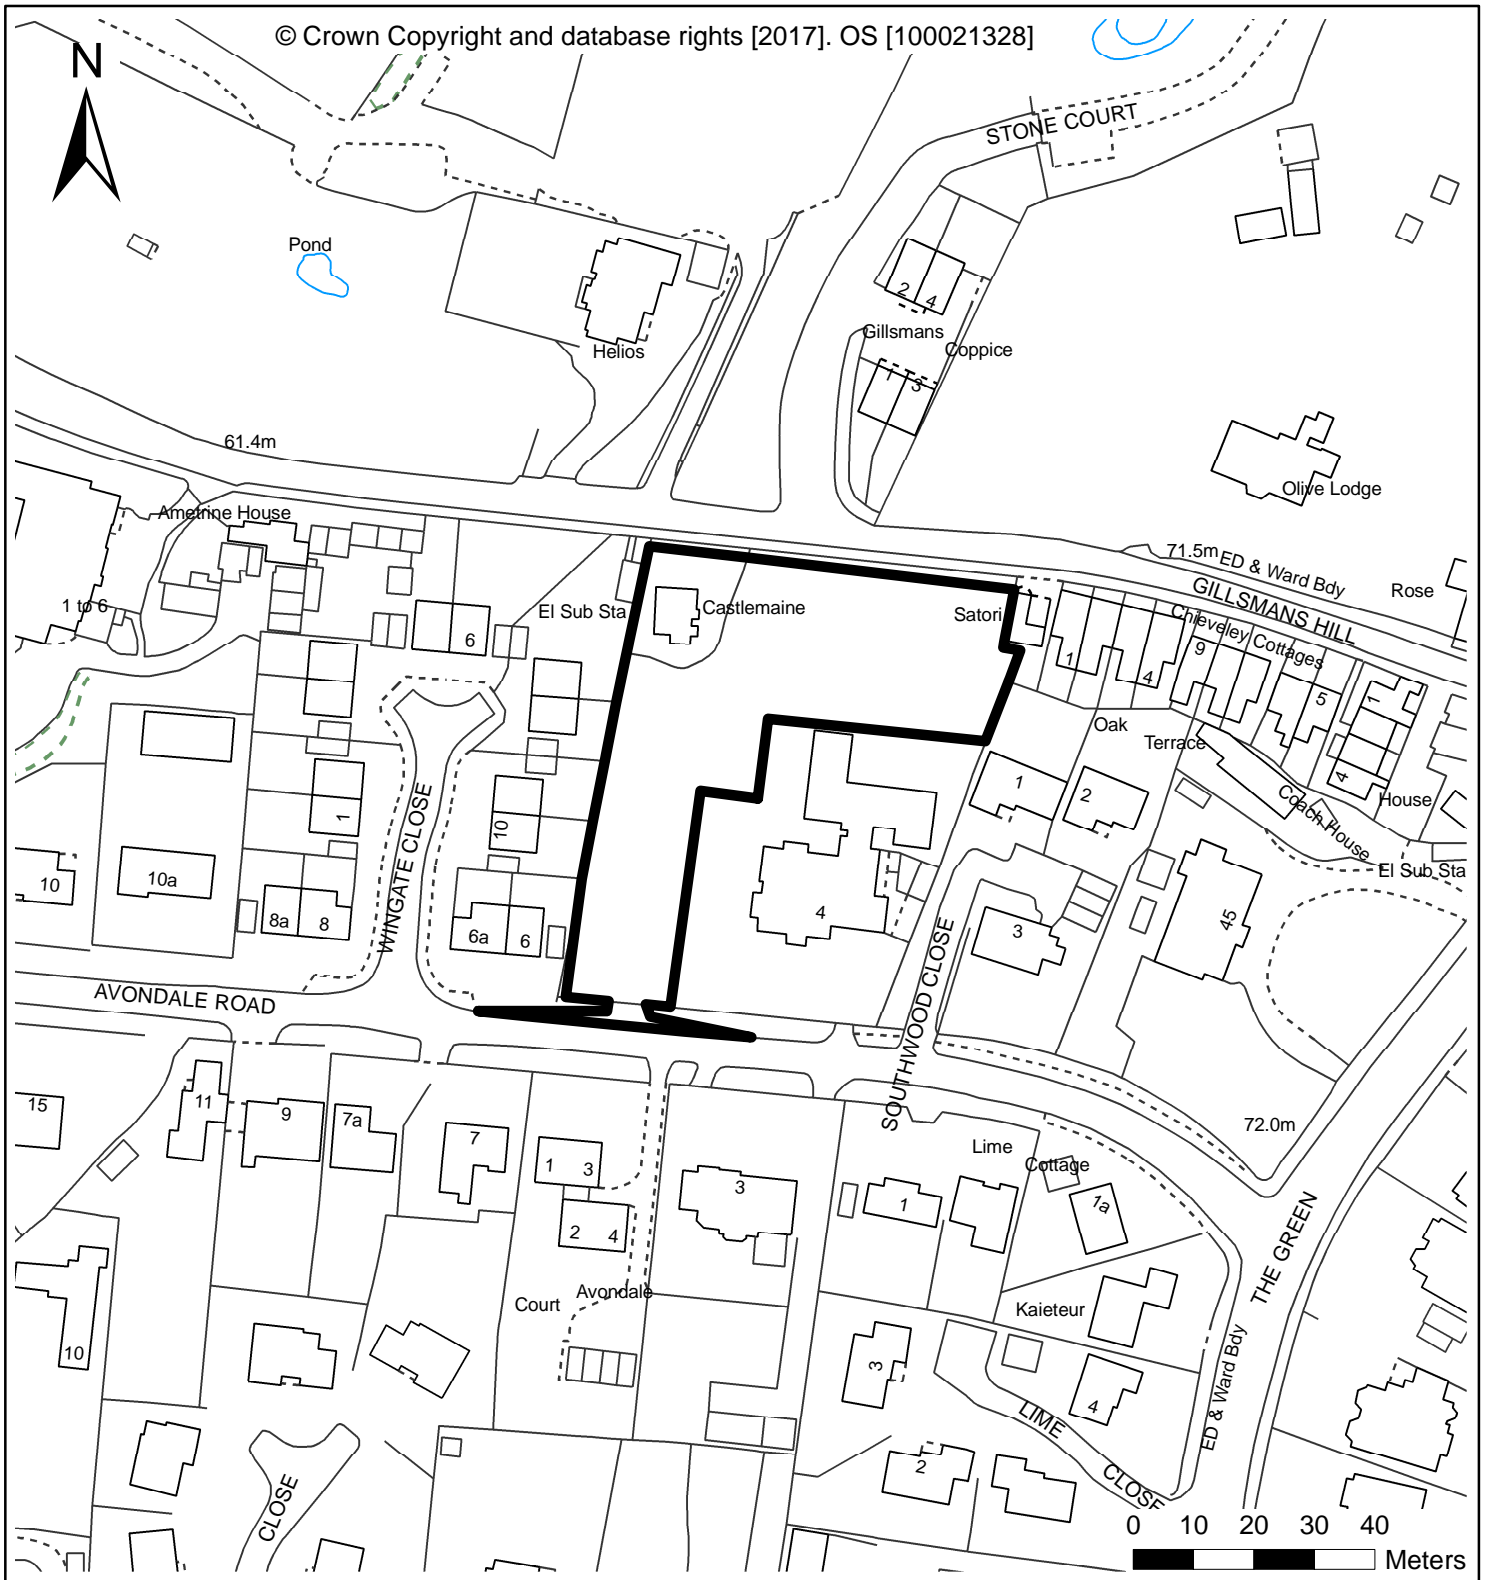 © Crown Copyright and database rights [2017]. OS [100021328]
N
STONE COURT
Pond
2
4
Gillsmans
Coppice
Helios
1
3
61.4m
Olive Lodge
Ametrine House
71.5m
ED & Ward Bdy
Rose
GILLSMANS HILL
1 to 6
El Sub Sta
Castlemaine
Satori
Chieveley Cottages
6
1
4
9
5
1
Oak
Terrace
4
House
Coach House
1
2
WINGATE CLOSE
1
10
10
10a
El Sub Sta
8a
8
6a
6
4
3
45
SOUTHWOOD CLOSE
AVONDALE ROAD
15
11
9
7a
7
1
3
2
4
3
1
Lime
Cottage
1a
72.0m
THE GREEN
Court
Avondale
Kaieteur
10
3
4
ED & Ward Bdy
LIME
CLOSE
2
CLOSE
0 10 20 30 40
Meters